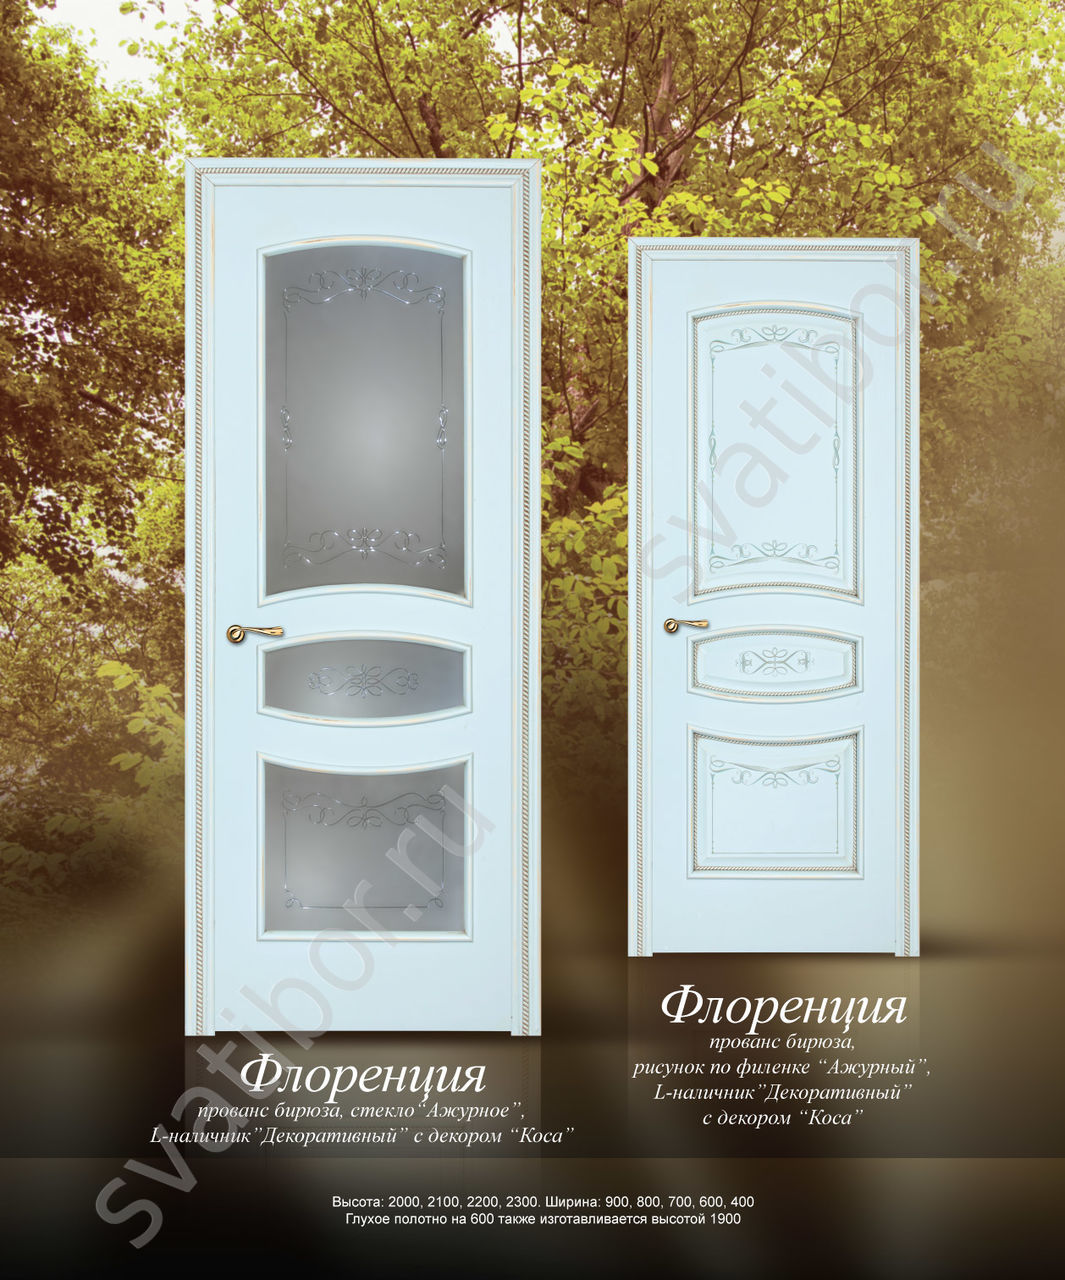 Флоренция
прованс бирюза, стекло “Ажурное”,
L-наличник”Декоративный” с декором “Коса”
Флоренция
прованс бирюза,
рисунок по филенке “Ажурный”,
L-наличник”Декоративный”
с декором “Коса”
Высота: 2000, 2100, 2200, 2300. Ширина: 900, 800, 700, 600, 400
Глухое полотно на 600 также изготавливается высотой 1900
svatibor.ru
svatibor.ru